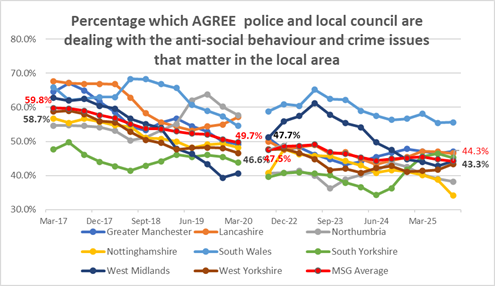 Percentage which AGREE police and local council are
dealing with the anti-social behaviour and crime issues
that matter in the local area
80.0%
70.0%
60.0%
50.0%
40.0%
30.0%
59.8%
58.7%
49.7%
46.6%
47.7%
47.5%
44.3%
43.3%
Mar-17 Dec-17 Sept-18 Jun-19 Mar-20 Dec-22 Sep-23 Jun-24 Mar-25
Greater Manchester Lancashire Northumbria
Nottinghamshire South Wales South Yorkshire
West Midlands West Yorkshire MSG Average